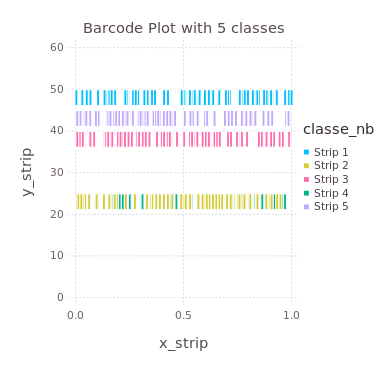 Barcode Plot with 5 classes
60
50
40
30
20
10
0
y_strip
0.0
0.5
1.0
x_strip
classe_nb
Strip 1
Strip 2
Strip 3
Strip 4
Strip 5